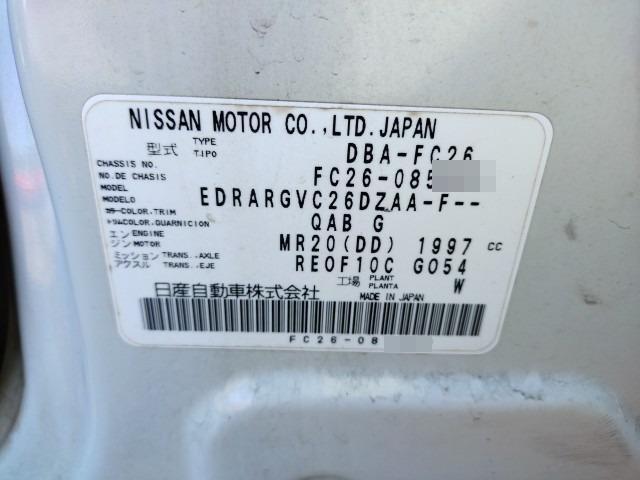 NISSAN MOTOR CO.,LTD.JAPAN
型式 TYPE TIPO DBA-FC26
CHASSIS NO. NO.DE CHASIS FC26-085
MODEL MODELO EDRARGVC26DZAA-F--
カラー COLOR,TRIM トリム COLOR,GUARNICION QAB G
エンジン ENGINE MOTOR MR20(DD) 1997 CC
ミッション TRANS.,AXLE アクスル TRANS.,EJE RE0F10C GO54
工場 PLANT PLANTA W
日産自動車株式会社 MADE IN JAPAN
FC26-08